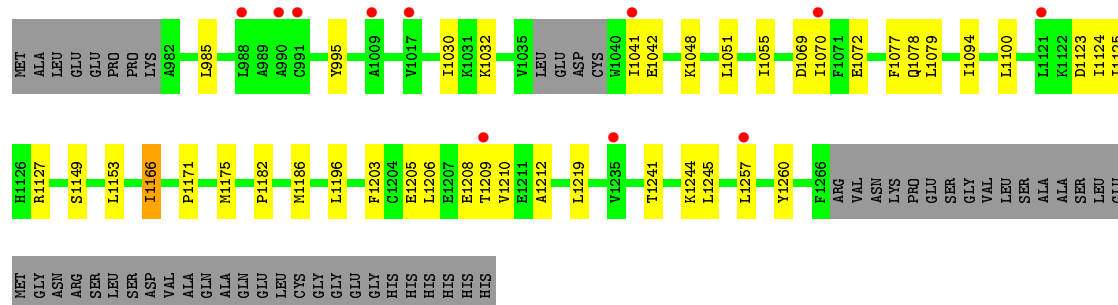 MET ALA LEU GLU GLU PRO PRO LYS A982 L985 L988 A989 A990 C991 Y995 A1009 V1017 I1030 K1031 K1032 V1035 LEU GLU ASP CYS W1040 I1041 E1042 K1048 L1051 I1055 D1069 I1070 F1071 E1072 F1077 Q1078 L1079 I1094 L1100 L1121 K1122 D1123 I1124 I1125
H1126 R1127 S1149 L1153 I1166 P1171 M1175 P1182 M1186 L1196 F1203 C1204 E1205 L1206 E1207 E1208 T1209 V1210 E1211 A1212 L1219 V1235 T1241 K1244 L1245 L1257 Y1260 F1266 ARG VAL ASN LYS PRO GLU SER GLY VAL LEU SER ALA ALA SER LEU GLU
MET GLY ASN ARG SER LEU SER ASP VAL ALA GLN ALA GLN GLU LEU CYS GLY GLY GLU GLY HIS HIS HIS HIS HIS HIS